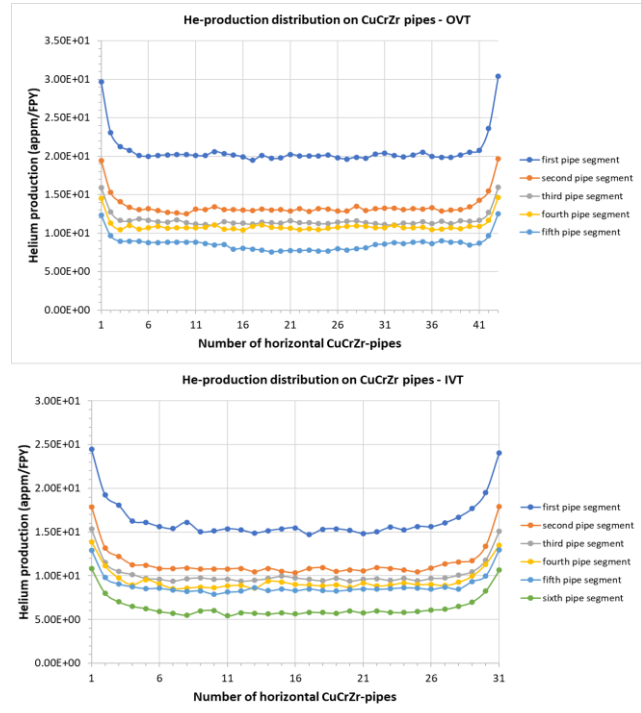 He-production distribution on CuCrZr pipes - OVT
Helium production (appm/FPY)
3.50E+01
3.00E+01
2.50E+01
2.00E+01
1.50E+01
1.00E+01
5.00E+00
0.00E+00
1 6 11 16 21 26 31 36 41
Number of horizontal CuCrZr-pipes
first pipe segment
second pipe segment
third pipe segment
fourth pipe segment
fifth pipe segment
He-production distribution on CuCrZr pipes - IVT
Helium production (appm/FPY)
3.00E+01
2.50E+01
2.00E+01
1.50E+01
1.00E+01
5.00E+00
0.00E+00
1 6 11 16 21 26 31
Number of horizontal CuCrZr-pipes
first pipe segment
second pipe segment
third pipe segment
fourth pipe segment
fifth pipe segment
sixth pipe segment